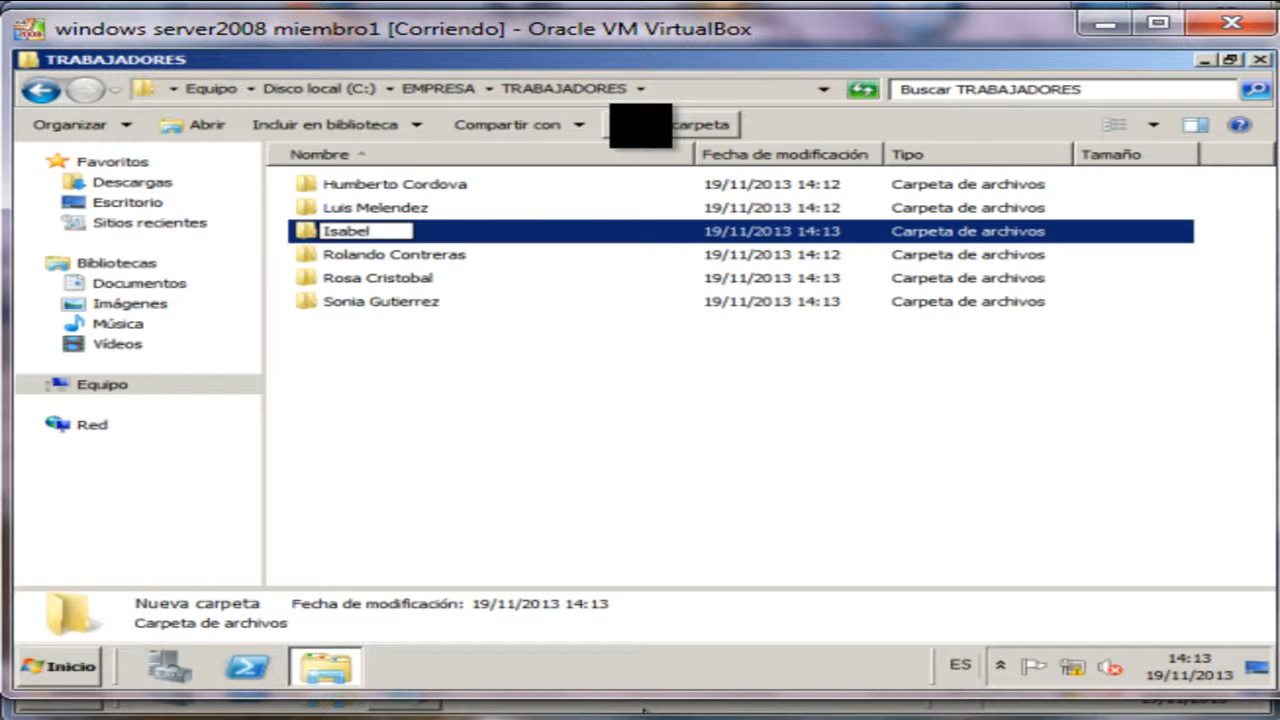 windows server2008 miembro1 [Corriendo] - Oracle VM VirtualBox
TRABAJADORES
Equipo Disco local (C:) EMPRESA TRABAJADORES Buscar TRABAJADORES
Organizar Abrir Incluir en biblioteca Compartir con carpeta
Nombre Fecha de modificación Tipo Tamaño
Favoritos
Descargas
Escritorio
Sitios recientes
Bibliotecas
Documentos
Imágenes
Música
Vídeos
Equipo
Red
Humberto Cordova 19/11/2013 14:12 Carpeta de archivos
Luis Melendez 19/11/2013 14:12 Carpeta de archivos
Isabel 19/11/2013 14:13 Carpeta de archivos
Rolando Contreras 19/11/2013 14:12 Carpeta de archivos
Rosa Cristobal 19/11/2013 14:13 Carpeta de archivos
Sonia Gutierrez 19/11/2013 14:13 Carpeta de archivos
Nueva carpeta Fecha de modificación: 19/11/2013 14:13
Carpeta de archivos
Inicio ES 14:13
19/11/2013